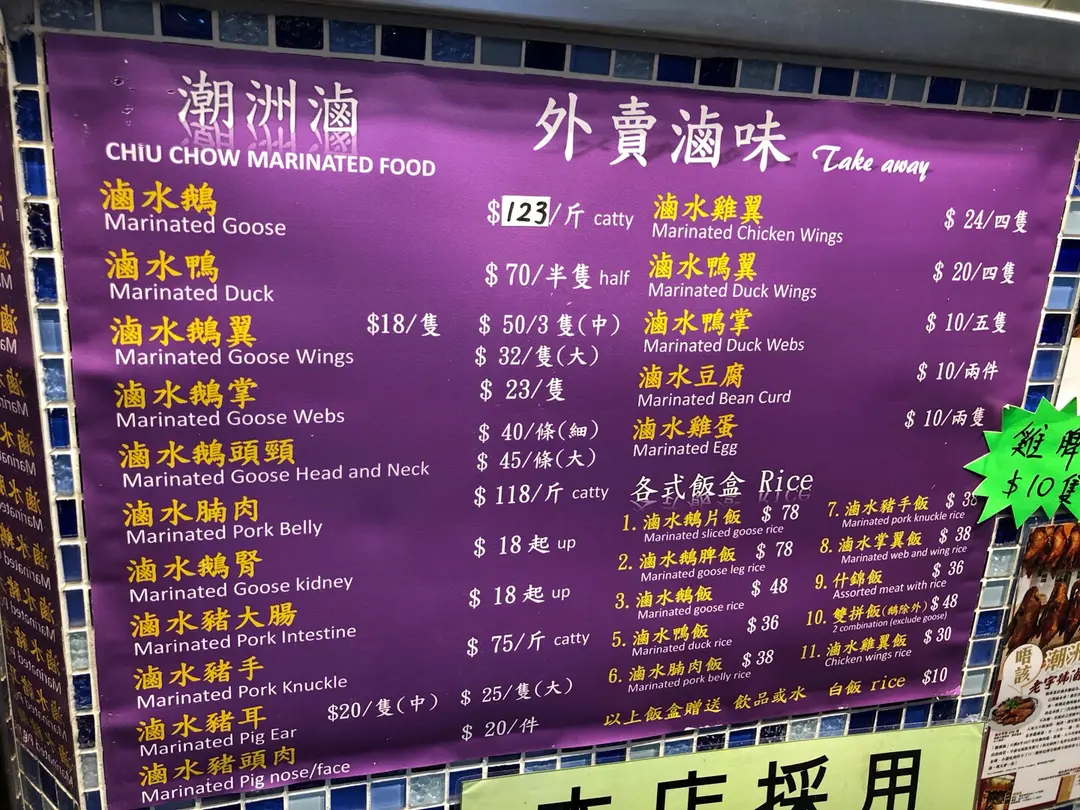 潮洲滷
CHIU CHOW MARINATED FOOD
滷水鵝 $123/斤 catty
Marinated Goose
滷水鴨 $70/半隻 half
Marinated Duck
滷水鵝翼 $18/隻 $50/3隻(中)
Marinated Goose Wings $32/隻(大)
滷水鵝掌 $23/隻
Marinated Goose Webs
滷水鵝頭頸 $40/條(細)
Marinated Goose Head and Neck $45/條(大)
滷水腩肉 $118/斤 catty
Marinated Pork Belly
滷水鵝腎 $18起 up
Marinated Goose kidney
滷水豬大腸 $18起 up
Marinated Pork Intestine
滷水豬手 $75/斤 catty
Marinated Pork Knuckle
滷水豬耳 $20/隻(中) $25/隻(大)
Marinated Pig Ear
滷水豬頭肉 $20/件
Marinated Pig nose/face
外賣滷味 Take away
滷水雞翼 $24/四隻
Marinated Chicken Wings
滷水鴨翼 $20/四隻
Marinated Duck Wings
滷水鴨掌 $10/五隻
Marinated Duck Webs
滷水豆腐 $10/兩件
Marinated Bean Curd
滷水雞蛋 $10/兩隻
Marinated Egg
各式飯盒 Rice
1. 滷水鵝片飯 $78
Marinated sliced goose rice
2. 滷水鵝脾飯 $78
Marinated goose leg rice
3. 滷水鵝飯 $48
Marinated goose rice
5. 滷水鴨飯 $36
Marinated duck rice
6. 滷水腩肉飯 $38
Marinated pork belly rice
7. 滷水豬手飯 $38
Marinated pork knuckle rice
8. 滷水掌翼飯 $38
Marinated web and wing rice
9. 什錦飯 $36
Assorted meat with rice
10. 雙拼飯(鵝除外) $48
2 combination (exclude goose)
11. 滷水雞翼飯 $30
Chicken wings rice
以上飯盒贈送 飲品或水 白飯 rice $10
雞脾
$10隻
本店採用
唔該
潮洲
老字號滷